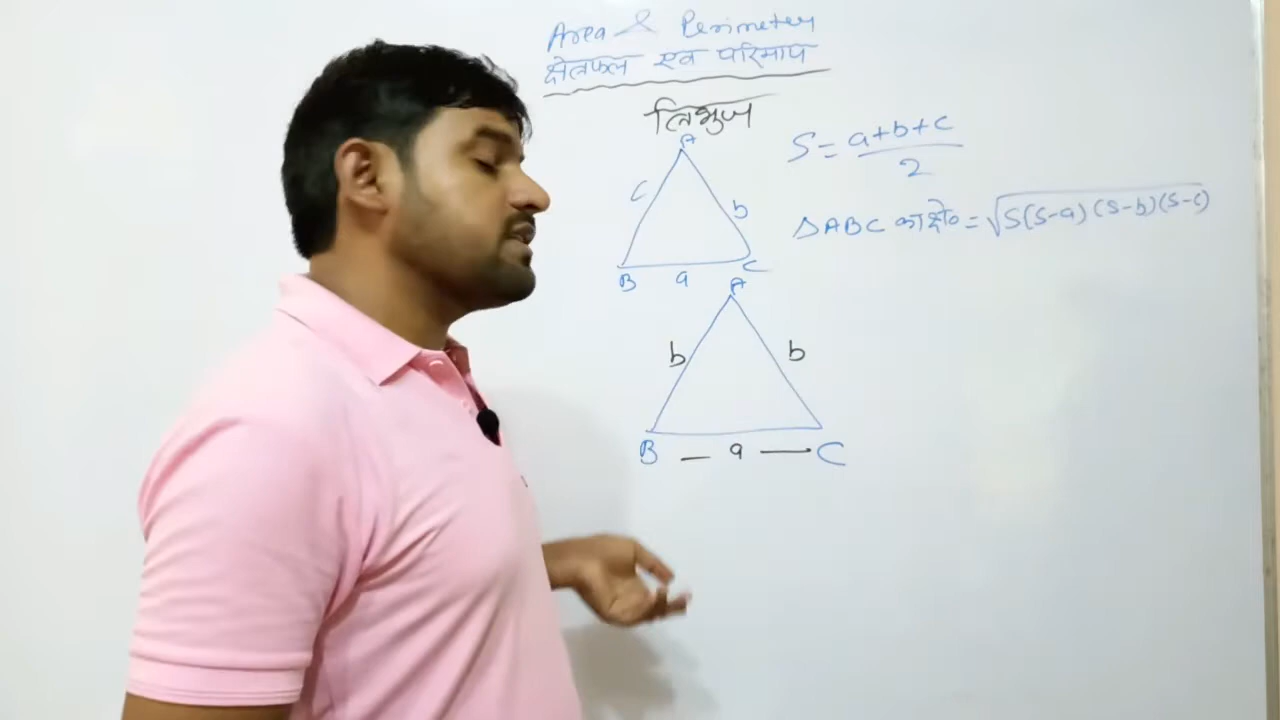 Area & Perimeter
क्षेत्रफल एव परिमाप
त्रिभुज
A
c
b
B
a
C
S = a+b+c / 2
△ABC का क्षे० = √S(S-a)(S-b)(S-c)
A
b
b
B — a — C